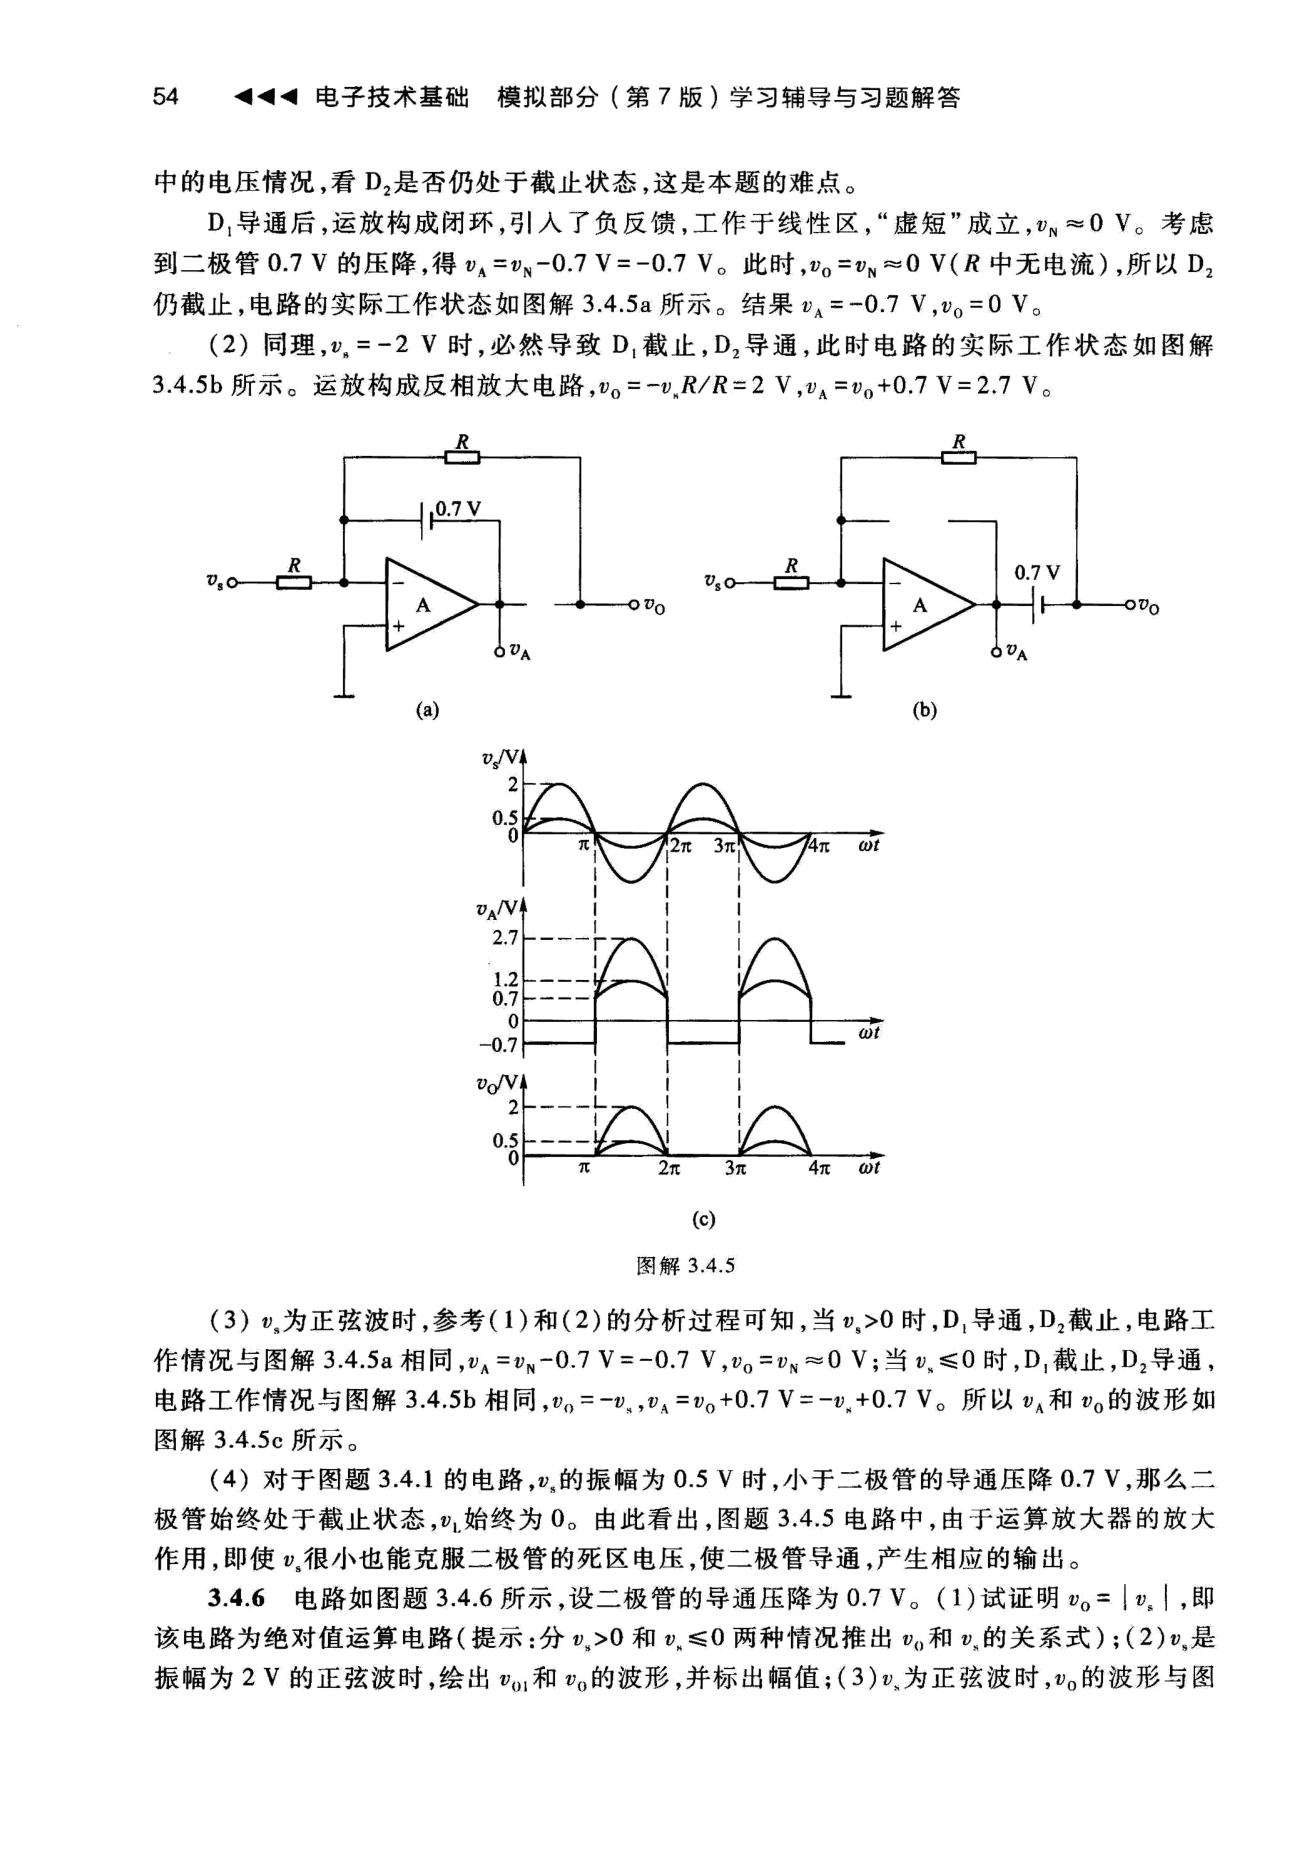 54 ◀◀◀ 电子技术基础 模拟部分(第7版)学习辅导与习题解答
中的电压情况,看 D₂是否仍处于截止状态,这是本题的难点。
D₁导通后,运放构成闭环,引入了负反馈,工作于线性区,“虚短”成立,v_N≈0 V。考虑
到二极管 0.7 V 的压降,得 v_A=v_N-0.7 V=-0.7 V。此时,v_O=v_N≈0 V(R 中无电流),所以 D₂
仍截止,电路的实际工作状态如图解 3.4.5a 所示。结果 v_A=-0.7 V,v_O=0 V。
(2) 同理,v_s=-2 V 时,必然导致 D₁截止,D₂导通,此时电路的实际工作状态如图解
3.4.5b 所示。运放构成反相放大电路,v_O=-v_sR/R=2 V,v_A=v_O+0.7 V=2.7 V。
R
0.7 V
v_s
R
−
A
+
v_O
v_A
(a)
R
v_s
R
−
A
+
0.7 V
v_O
v_A
(b)
v_s/V
2
0.5
0
π
2π
3π
4π
ωt
v_A/V
2.7
1.2
0.7
0
-0.7
ωt
v_O/V
2
0.5
0
π
2π
3π
4π
ωt
(c)
图解 3.4.5
(3) v_s为正弦波时,参考(1)和(2)的分析过程可知,当 v_s>0 时,D₁导通,D₂截止,电路工
作情况与图解 3.4.5a 相同,v_A=v_N-0.7 V=-0.7 V,v_O=v_N≈0 V;当 v_s≤0 时,D₁截止,D₂导通,
电路工作情况与图解 3.4.5b 相同,v_O=-v_s,v_A=v_O+0.7 V=-v_s+0.7 V。所以 v_A和 v_O的波形如
图解 3.4.5c 所示。
(4) 对于图题 3.4.1 的电路,v_s的振幅为 0.5 V 时,小于二极管的导通压降 0.7 V,那么二
极管始终处于截止状态,v_L始终为 0。由此看出,图题 3.4.5 电路中,由于运算放大器的放大
作用,即使 v_s很小也能克服二极管的死区电压,使二极管导通,产生相应的输出。
3.4.6 电路如图题 3.4.6 所示,设二极管的导通压降为 0.7 V。(1)试证明 v_O=|v_s|,即
该电路为绝对值运算电路(提示:分 v_s>0 和 v_s≤0 两种情况推出 v_O和 v_s的关系式);(2)v_s是
振幅为 2 V 的正弦波时,绘出 v_O1和 v_O的波形,并标出幅值;(3)v_s为正弦波时,v_O的波形与图